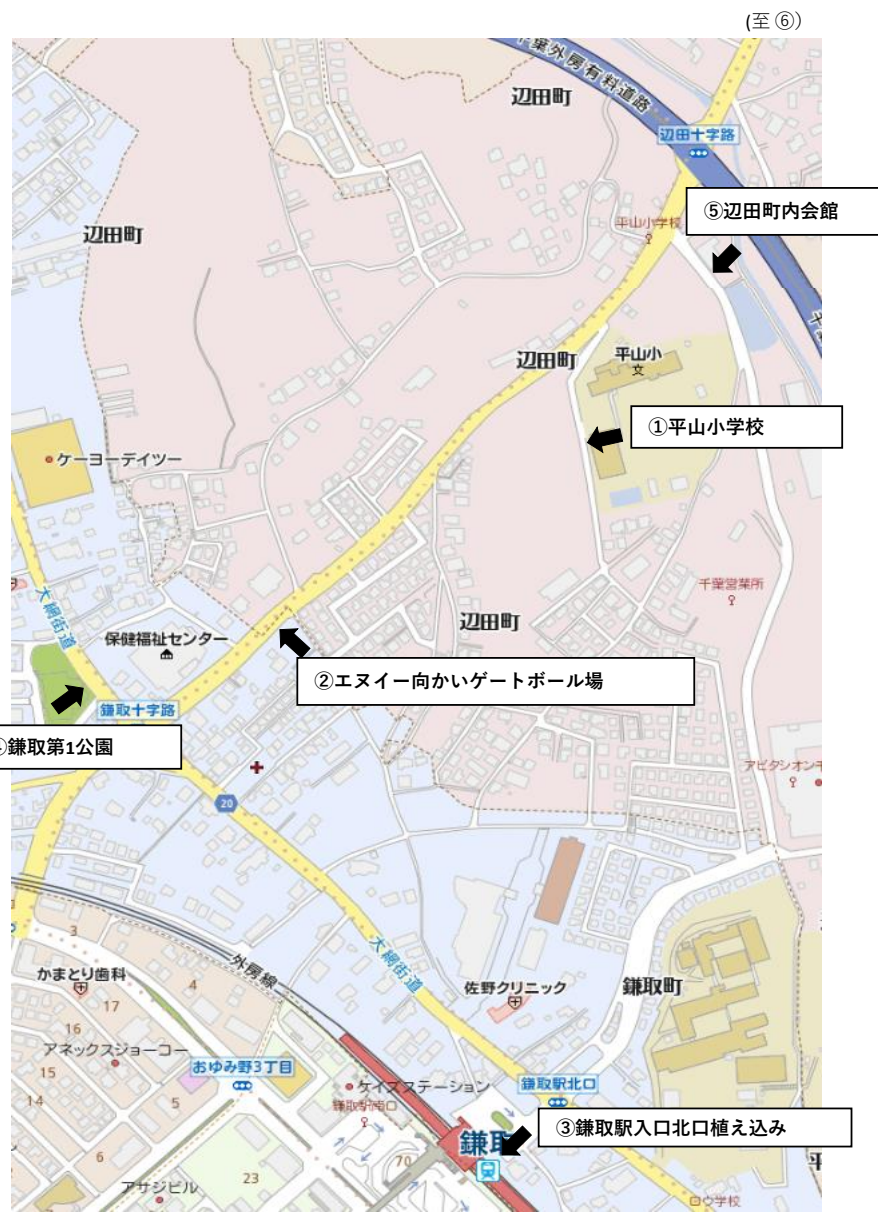 (至 ⑥)
千葉外房有料道路
辺田町
辺田十字路
⑤辺田町内会館
平山小学校
辺田町
辺田町
平山小
文
①平山小学校
ケーヨーデイツー
千葉営業所
大網街道
辺田町
保健福祉センター
②エヌイー向かいゲートボール場
鎌取十字路
鎌取第1公園
アビタシオン
20
大網街道
外房線
3
かまとり歯科
4
佐野クリニック
鎌取町
17
16
アネックスジョーコー
15
おゆみ野3丁目
ケイズステーション
鎌取駅北口
14
5
鎌取駅南口
③鎌取駅入口北口植え込み
鎌取
6
70
23
アサジビル